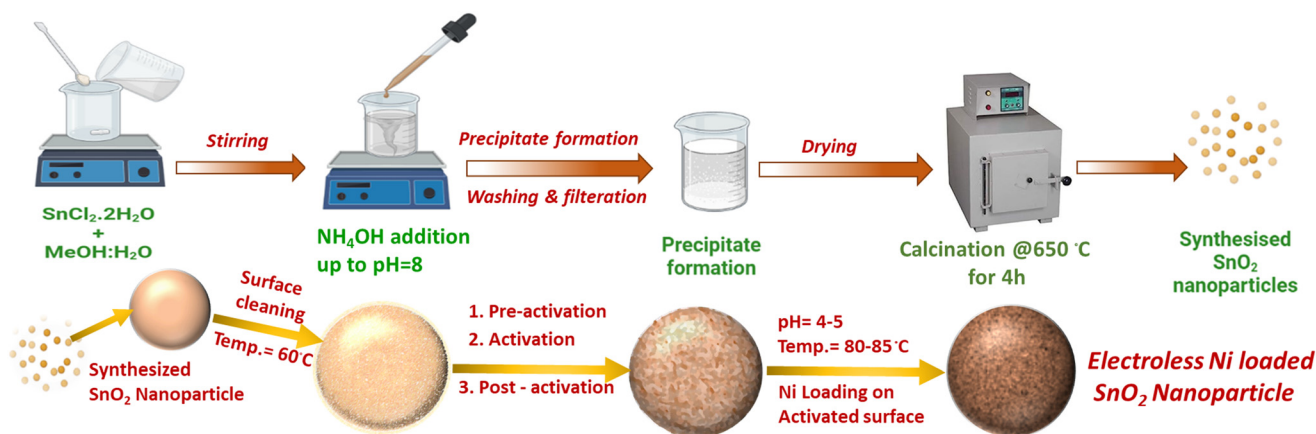 Stirring
Precipitate formation
Washing & filteration
Drying
SnCl₂.2H₂O
+
MeOH:H₂O
NH₄OH addition
up to pH=8
Precipitate
formation
Calcination @650 °C
for 4h
Synthesised
SnO₂
nanoparticles
Synthesized
SnO₂ Nanoparticle
Surface
cleaning
Temp.= 60°C
1. Pre-activation
2. Activation
3. Post - activation
pH= 4-5
Temp.= 80-85°C
Ni Loading on
Activated surface
Electroless Ni loaded
SnO₂ Nanoparticle